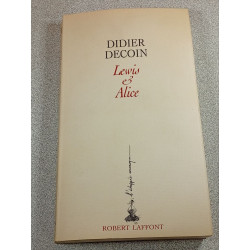 DIDIER
DECOIN
Lewis
&
Alice
ROBERT LAFFONT